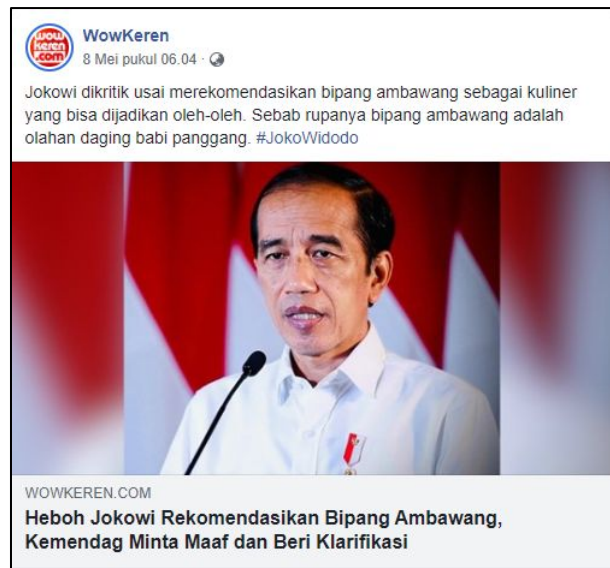 wow
keren
.com
WowKeren
8 Mei pukul 06.04 ·
Jokowi dikritik usai merekomendasikan bipang ambawang sebagai kuliner
yang bisa dijadikan oleh-oleh. Sebab rupanya bipang ambawang adalah
olahan daging babi panggang. #JokoWidodo
WOWKEREN.COM
Heboh Jokowi Rekomendasikan Bipang Ambawang,
Kemendag Minta Maaf dan Beri Klarifikasi